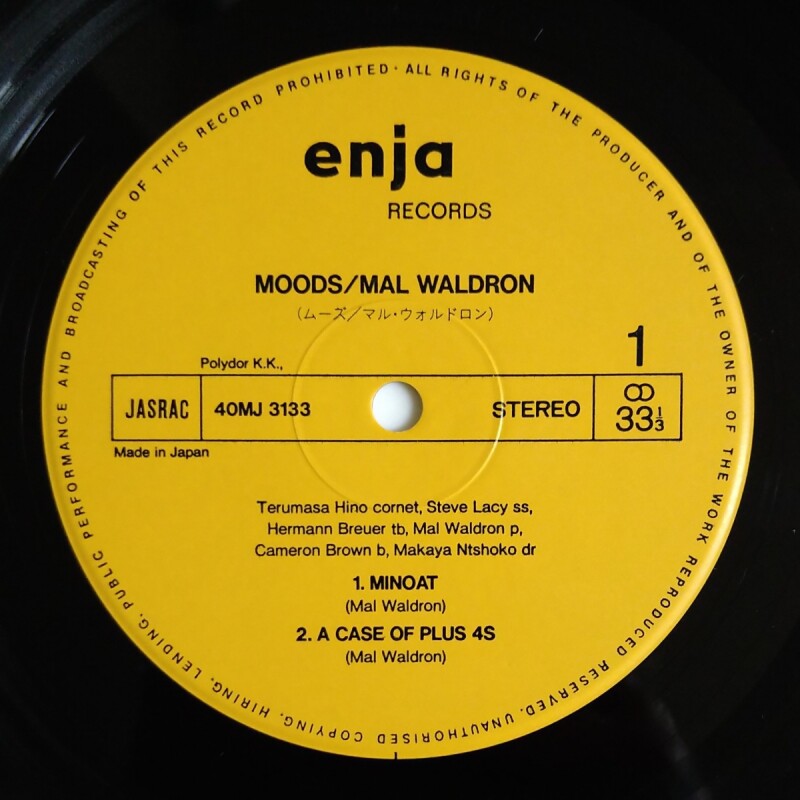 enja
RECORDS
MOODS/MAL WALDRON
(ムーズ/マル・ウォルドロン)
1
Polydor K.K.,
JASRAC
40MJ 3133
STEREO
33⅓
Made in Japan
Terumasa Hino cornet, Steve Lacy ss,
Hermann Breuer tb, Mal Waldron p,
Cameron Brown b, Makaya Ntshoko dr
1. MINOAT
(Mal Waldron)
2. A CASE OF PLUS 4S
(Mal Waldron)
ALL RIGHTS OF THE PRODUCER AND OF THE OWNER OF THE WORK REPRODUCED RESERVED. UNAUTHORISED COPYING, HIRING, LENDING, PUBLIC PERFORMANCE AND BROADCASTING OF THIS RECORD PROHIBITED·